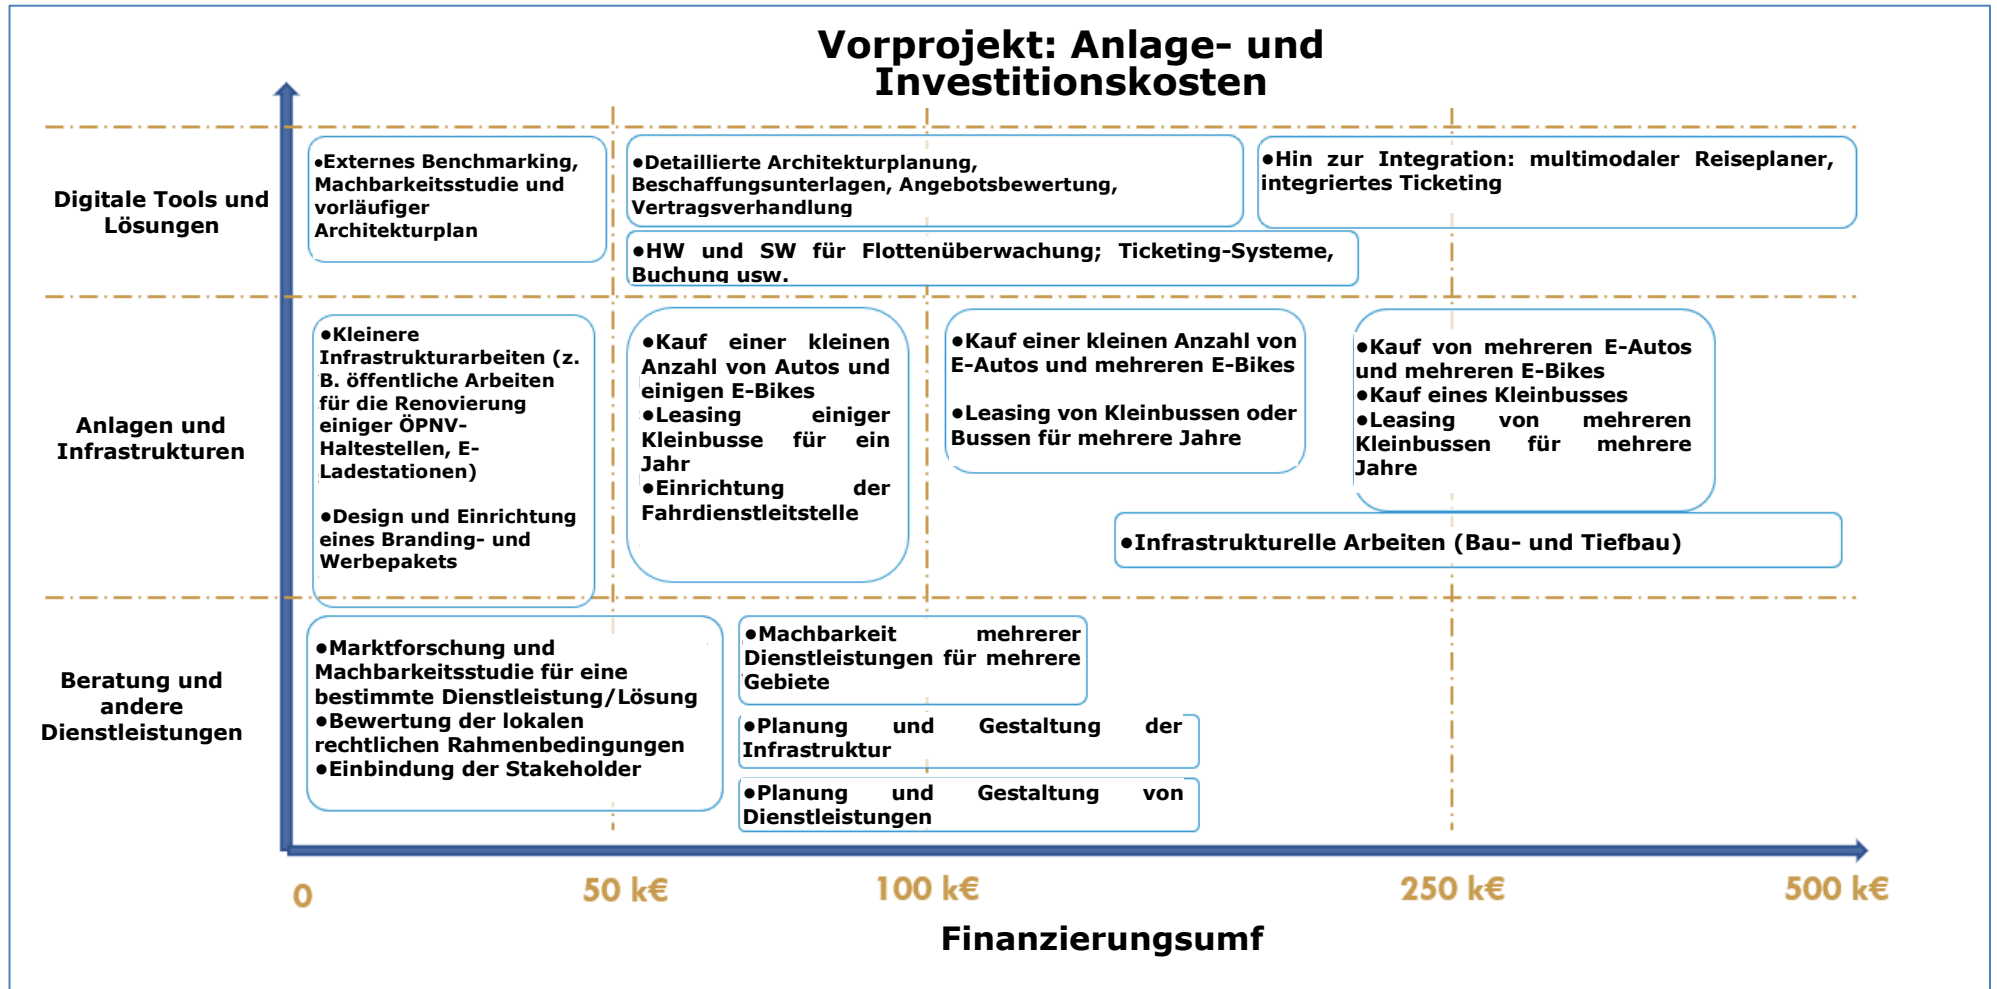 Vorprojekt: Anlage- und
Investitionskosten
Digitale Tools und
Lösungen
●Externes Benchmarking,
Machbarkeitsstudie und
vorläufiger
Architekturplan
●Detaillierte Architekturplanung,
Beschaffungsunterlagen, Angebotsbewertung,
Vertragsverhandlung
●Hin zur Integration: multimodaler Reiseplaner,
integriertes Ticketing
●HW und SW für Flottenüberwachung; Ticketing-Systeme,
Buchung usw.
Anlagen und
Infrastrukturen
●Kleinere
Infrastrukturarbeiten (z.
B. öffentliche Arbeiten
für die Renovierung
einiger ÖPNV-
Haltestellen, E-
Ladestationen)
●Design und Einrichtung
eines Branding- und
Werbepakets
●Kauf einer kleinen
Anzahl von Autos und
einigen E-Bikes
●Leasing einiger
Kleinbusse für ein
Jahr
●Einrichtung der
Fahrdienstleitstelle
●Kauf einer kleinen Anzahl von
E-Autos und mehreren E-Bikes
●Leasing von Kleinbussen oder
Bussen für mehrere Jahre
●Kauf von mehreren E-Autos
und mehreren E-Bikes
●Kauf eines Kleinbusses
●Leasing von mehreren
Kleinbussen für mehrere
Jahre
●Infrastrukturelle Arbeiten (Bau- und Tiefbau)
Beratung und
andere
Dienstleistungen
●Marktforschung und
Machbarkeitsstudie für eine
bestimmte Dienstleistung/Lösung
●Bewertung der lokalen
rechtlichen Rahmenbedingungen
●Einbindung der Stakeholder
●Machbarkeit mehrerer
Dienstleistungen für mehrere
Gebiete
●Planung und Gestaltung der
Infrastruktur
●Planung und Gestaltung von
Dienstleistungen
0
50 k€
100 k€
250 k€
500 k€
Finanzierungsumf